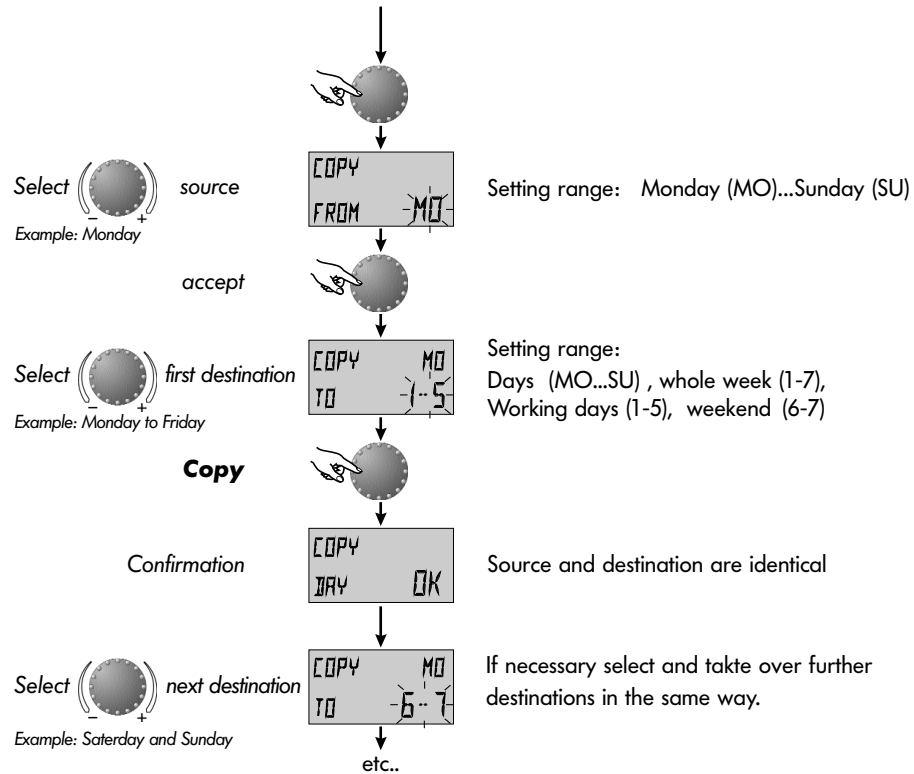 COPY
Select source FROM MO Setting range: Monday (MO)...Sunday (SU)
- +
Example: Monday
accept
Select first destination COPY MO
TO 1--5
- +
Example: Monday to Friday
Setting range:
Days (MO...SU) , whole week (1-7),
Working days (1-5), weekend (6-7)
Copy
Confirmation
COPY
DAY OK
Source and destination are identical
Select next destination
- +
Example: Saterday and Sunday
COPY MO
TO 6--7
If necessary select and takte over further
destinations in the same way.
etc..